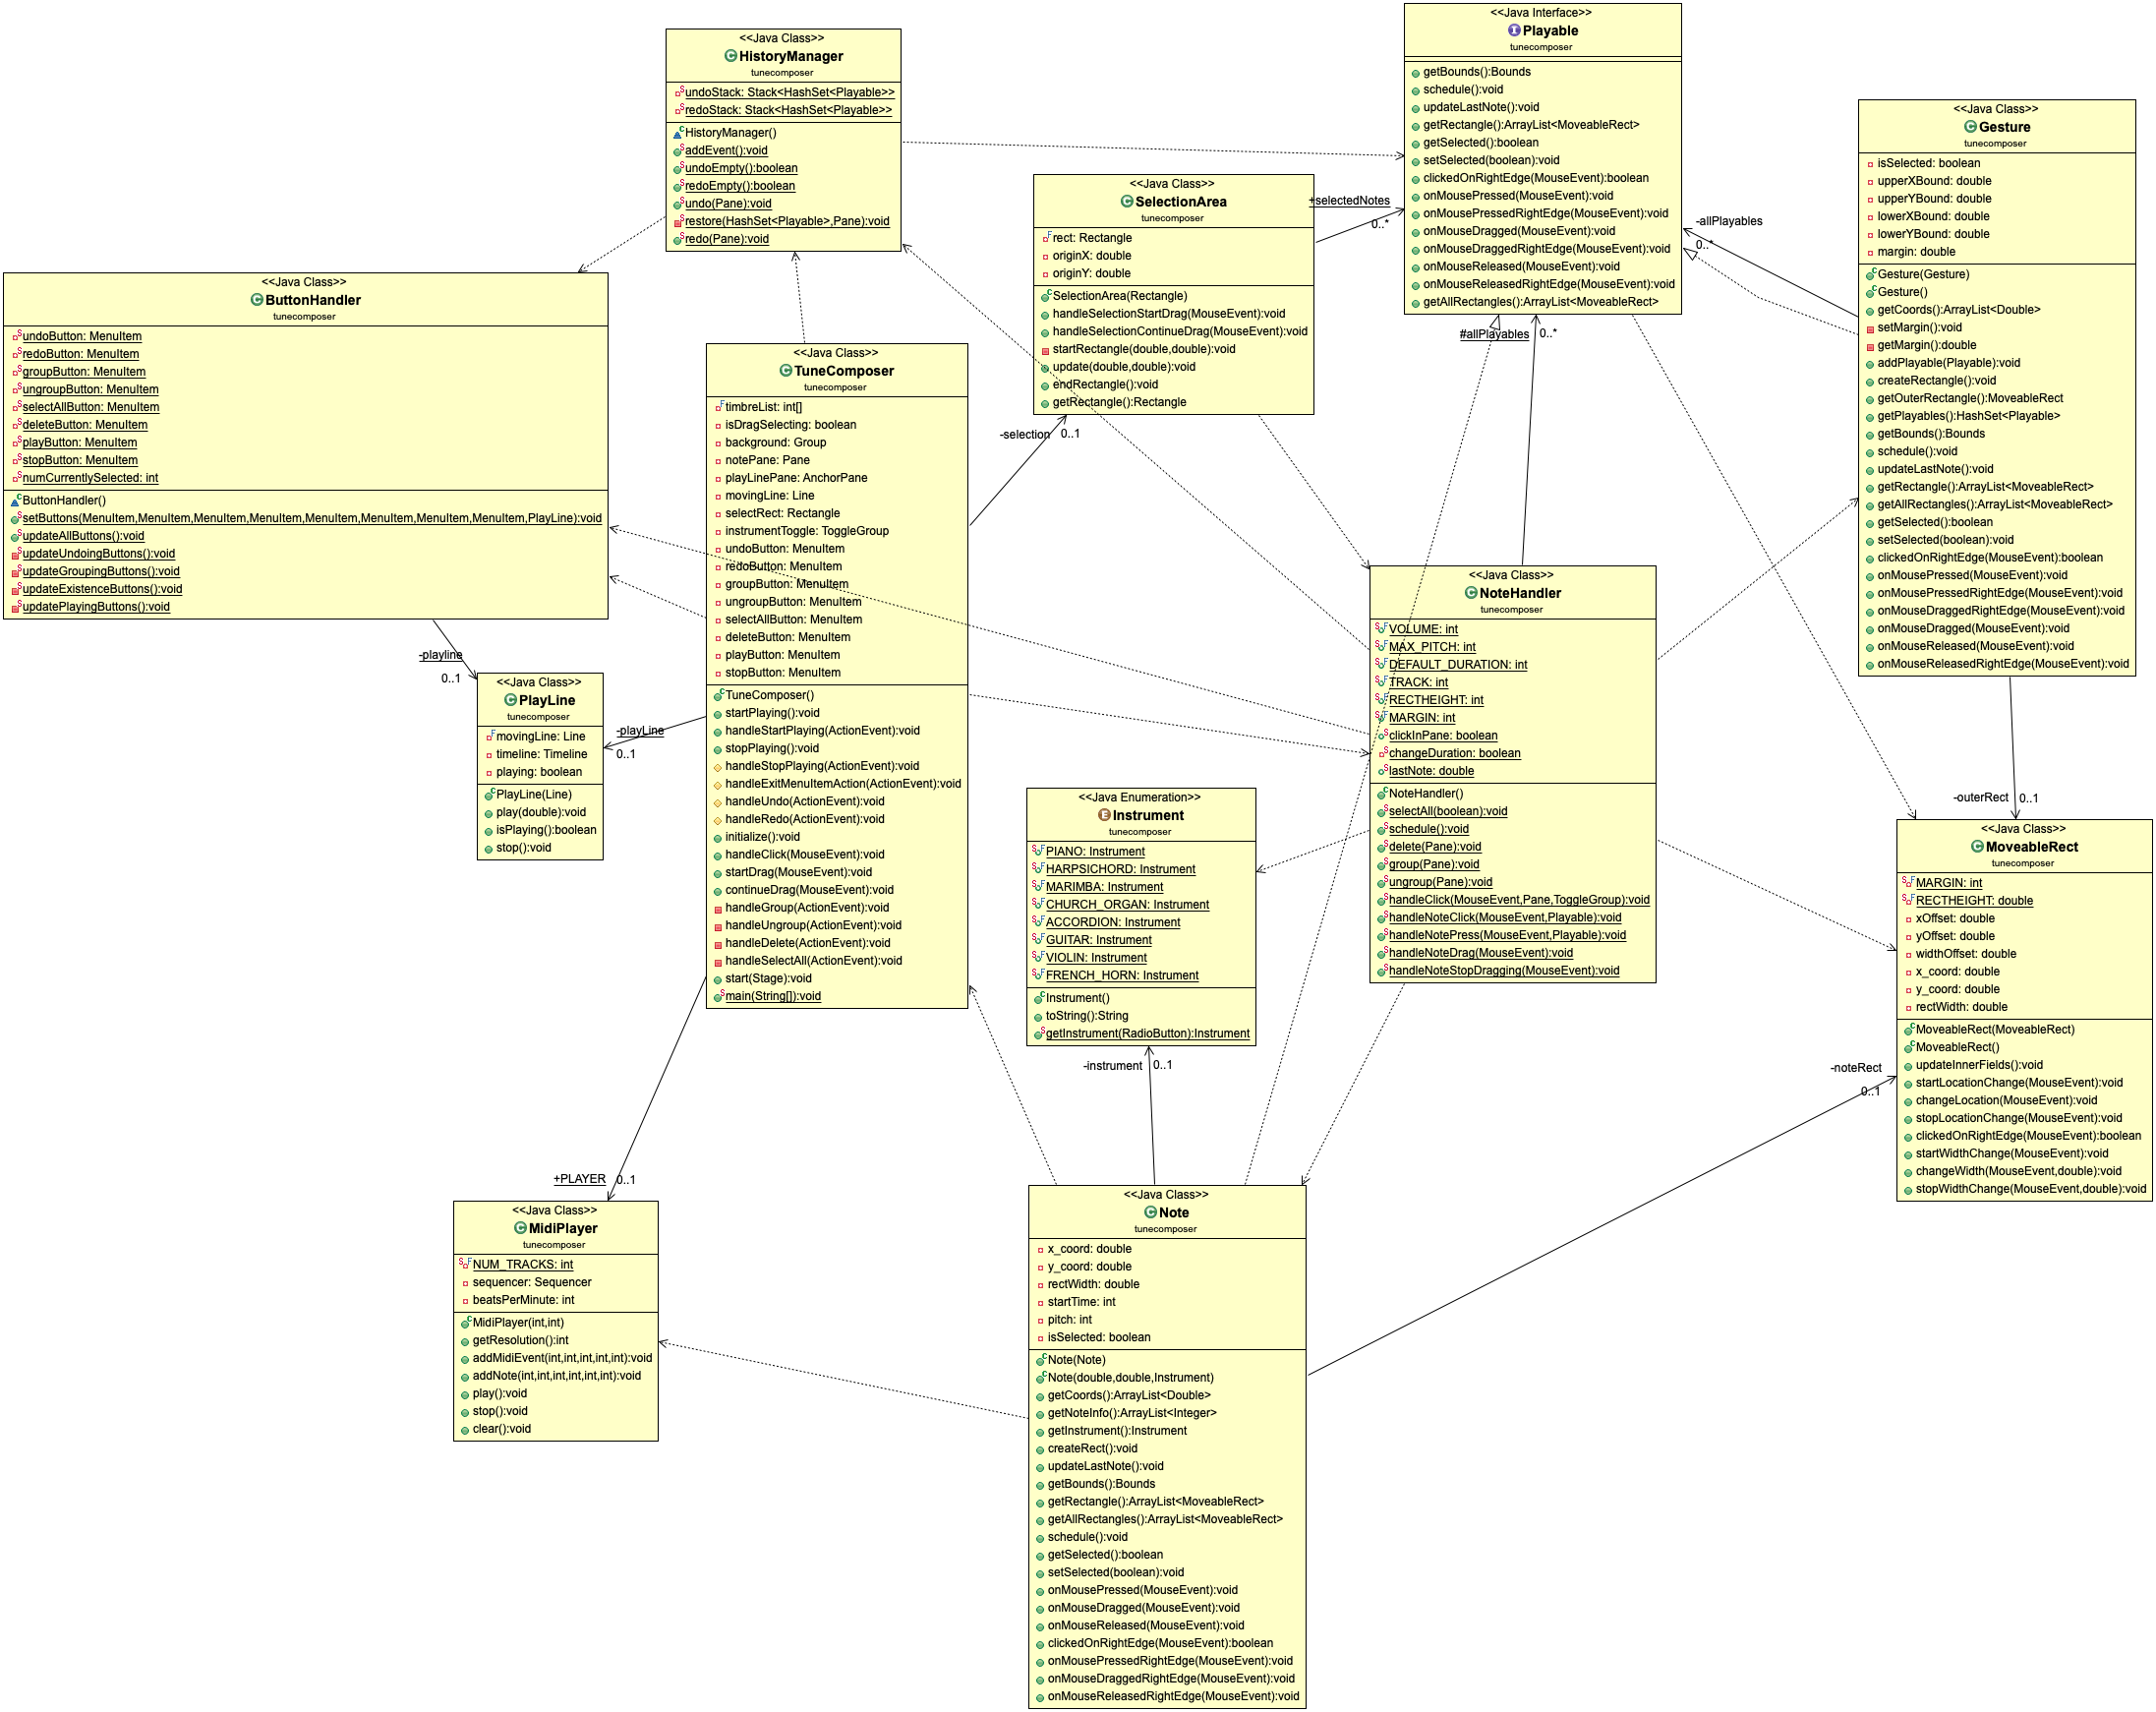 <<Java Class>>
HistoryManager
tunecomposer
undoStack: Stack<HashSet<Playable>>
redoStack: Stack<HashSet<Playable>>
HistoryManager()
addEvent():void
undoEmpty():boolean
redoEmpty():boolean
undo(Pane):void
restore(HashSet<Playable>,Pane):void
redo(Pane):void
<<Java Interface>>
Playable
tunecomposer
getBounds():Bounds
schedule():void
updateLastNote():void
getRectangle():ArrayList<MoveableRect>
getSelected():boolean
setSelected(boolean):void
clickedOnRightEdge(MouseEvent):boolean
onMousePressed(MouseEvent):void
onMousePressedRightEdge(MouseEvent):void
onMouseDragged(MouseEvent):void
onMouseDraggedRightEdge(MouseEvent):void
onMouseReleased(MouseEvent):void
onMouseReleasedRightEdge(MouseEvent):void
getAllRectangles():ArrayList<MoveableRect>
<<Java Class>>
Gesture
tunecomposer
isSelected: boolean
upperXBound: double
upperYBound: double
lowerXBound: double
lowerYBound: double
margin: double
Gesture(Gesture)
Gesture()
getCoords():ArrayList<Double>
setMargin():void
getMargin():double
addPlayable(Playable):void
createRectangle():void
getOuterRectangle():MoveableRect
getPlayables():HashSet<Playable>
getBounds():Bounds
schedule():void
updateLastNote():void
getRectangle():ArrayList<MoveableRect>
getAllRectangles():ArrayList<MoveableRect>
getSelected():boolean
setSelected(boolean):void
clickedOnRightEdge(MouseEvent):boolean
onMousePressed(MouseEvent):void
onMousePressedRightEdge(MouseEvent):void
onMouseDraggedRightEdge(MouseEvent):void
onMouseDragged(MouseEvent):void
onMouseReleased(MouseEvent):void
onMouseReleasedRightEdge(MouseEvent):void
<<Java Class>>
SelectionArea
tunecomposer
rect: Rectangle
originX: double
originY: double
SelectionArea(Rectangle)
handleSelectionStartDrag(MouseEvent):void
handleSelectionContinueDrag(MouseEvent):void
startRectangle(double,double):void
update(double,double):void
endRectangle():void
getRectangle():Rectangle
+selectedNotes
0..*
-allPlayables
0..*
#allPlayables
0..*
<<Java Class>>
ButtonHandler
tunecomposer
undoButton: MenuItem
redoButton: MenuItem
groupButton: MenuItem
ungroupButton: MenuItem
selectAllButton: MenuItem
deleteButton: MenuItem
playButton: MenuItem
stopButton: MenuItem
numCurrentlySelected: int
ButtonHandler()
setButtons(MenuItem,MenuItem,MenuItem,MenuItem,MenuItem,MenuItem,MenuItem,MenuItem,PlayLine):void
updateAllButtons():void
updateUndoingButtons():void
updateGroupingButtons():void
updateExistenceButtons():void
updatePlayingButtons():void
<<Java Class>>
TuneComposer
tunecomposer
timbreList: int[]
isDragSelecting: boolean
background: Group
notePane: Pane
playLinePane: AnchorPane
movingLine: Line
selectRect: Rectangle
instrumentToggle: ToggleGroup
undoButton: MenuItem
redoButton: MenuItem
groupButton: MenuItem
ungroupButton: MenuItem
selectAllButton: MenuItem
deleteButton: MenuItem
playButton: MenuItem
stopButton: MenuItem
TuneComposer()
startPlaying():void
handleStartPlaying(ActionEvent):void
stopPlaying():void
handleStopPlaying(ActionEvent):void
handleExitMenuItemAction(ActionEvent):void
handleUndo(ActionEvent):void
handleRedo(ActionEvent):void
initialize():void
handleClick(MouseEvent):void
startDrag(MouseEvent):void
continueDrag(MouseEvent):void
handleGroup(ActionEvent):void
handleUngroup(ActionEvent):void
handleDelete(ActionEvent):void
handleSelectAll(ActionEvent):void
start(Stage):void
main(String[]):void
-selection
0..1
<<Java Class>>
NoteHandler
tunecomposer
VOLUME: int
MAX_PITCH: int
DEFAULT_DURATION: int
TRACK: int
RECTHEIGHT: int
MARGIN: int
clickInPane: boolean
changeDuration: boolean
lastNote: double
NoteHandler()
selectAll(boolean):void
schedule():void
delete(Pane):void
group(Pane):void
ungroup(Pane):void
handleClick(MouseEvent,Pane,ToggleGroup):void
handleNoteClick(MouseEvent,Playable):void
handleNotePress(MouseEvent,Playable):void
handleNoteDrag(MouseEvent):void
handleNoteStopDragging(MouseEvent):void
-playline
0..1
<<Java Class>>
PlayLine
tunecomposer
movingLine: Line
timeline: Timeline
playing: boolean
PlayLine(Line)
play(double):void
isPlaying():boolean
stop():void
-playLine
0..1
<<Java Enumeration>>
Instrument
tunecomposer
PIANO: Instrument
HARPSICHORD: Instrument
MARIMBA: Instrument
CHURCH_ORGAN: Instrument
ACCORDION: Instrument
GUITAR: Instrument
VIOLIN: Instrument
FRENCH_HORN: Instrument
Instrument()
toString():String
getInstrument(RadioButton):Instrument
-instrument
0..1
-outerRect
0..1
<<Java Class>>
MoveableRect
tunecomposer
MARGIN: int
RECTHEIGHT: double
xOffset: double
yOffset: double
widthOffset: double
x_coord: double
y_coord: double
rectWidth: double
MoveableRect(MoveableRect)
MoveableRect()
updateInnerFields():void
startLocationChange(MouseEvent):void
changeLocation(MouseEvent):void
stopLocationChange(MouseEvent):void
clickedOnRightEdge(MouseEvent):boolean
startWidthChange(MouseEvent):void
changeWidth(MouseEvent,double):void
stopWidthChange(MouseEvent,double):void
-noteRect
0..1
+PLAYER
0..1
<<Java Class>>
MidiPlayer
tunecomposer
NUM_TRACKS: int
sequencer: Sequencer
beatsPerMinute: int
MidiPlayer(int,int)
getResolution():int
addMidiEvent(int,int,int,int,int):void
addNote(int,int,int,int,int,int):void
play():void
stop():void
clear():void
<<Java Class>>
Note
tunecomposer
x_coord: double
y_coord: double
rectWidth: double
startTime: int
pitch: int
isSelected: boolean
Note(Note)
Note(double,double,Instrument)
getCoords():ArrayList<Double>
getNoteInfo():ArrayList<Integer>
getInstrument():Instrument
createRect():void
updateLastNote():void
getBounds():Bounds
getRectangle():ArrayList<MoveableRect>
getAllRectangles():ArrayList<MoveableRect>
schedule():void
getSelected():boolean
setSelected(boolean):void
onMousePressed(MouseEvent):void
onMouseDragged(MouseEvent):void
onMouseReleased(MouseEvent):void
clickedOnRightEdge(MouseEvent):boolean
onMousePressedRightEdge(MouseEvent):void
onMouseDraggedRightEdge(MouseEvent):void
onMouseReleasedRightEdge(MouseEvent):void